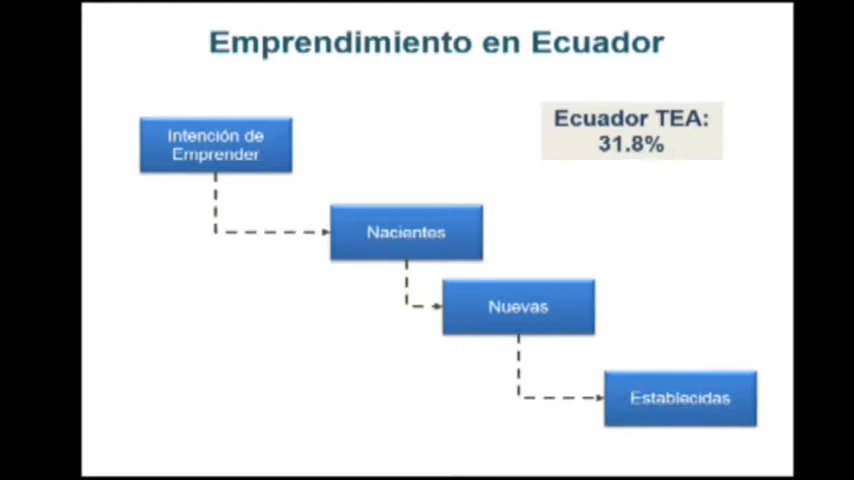 Emprendimiento en Ecuador
Ecuador TEA:
31.8%
Intención de
Emprender
Nacientes
Nuevas
Establecidas